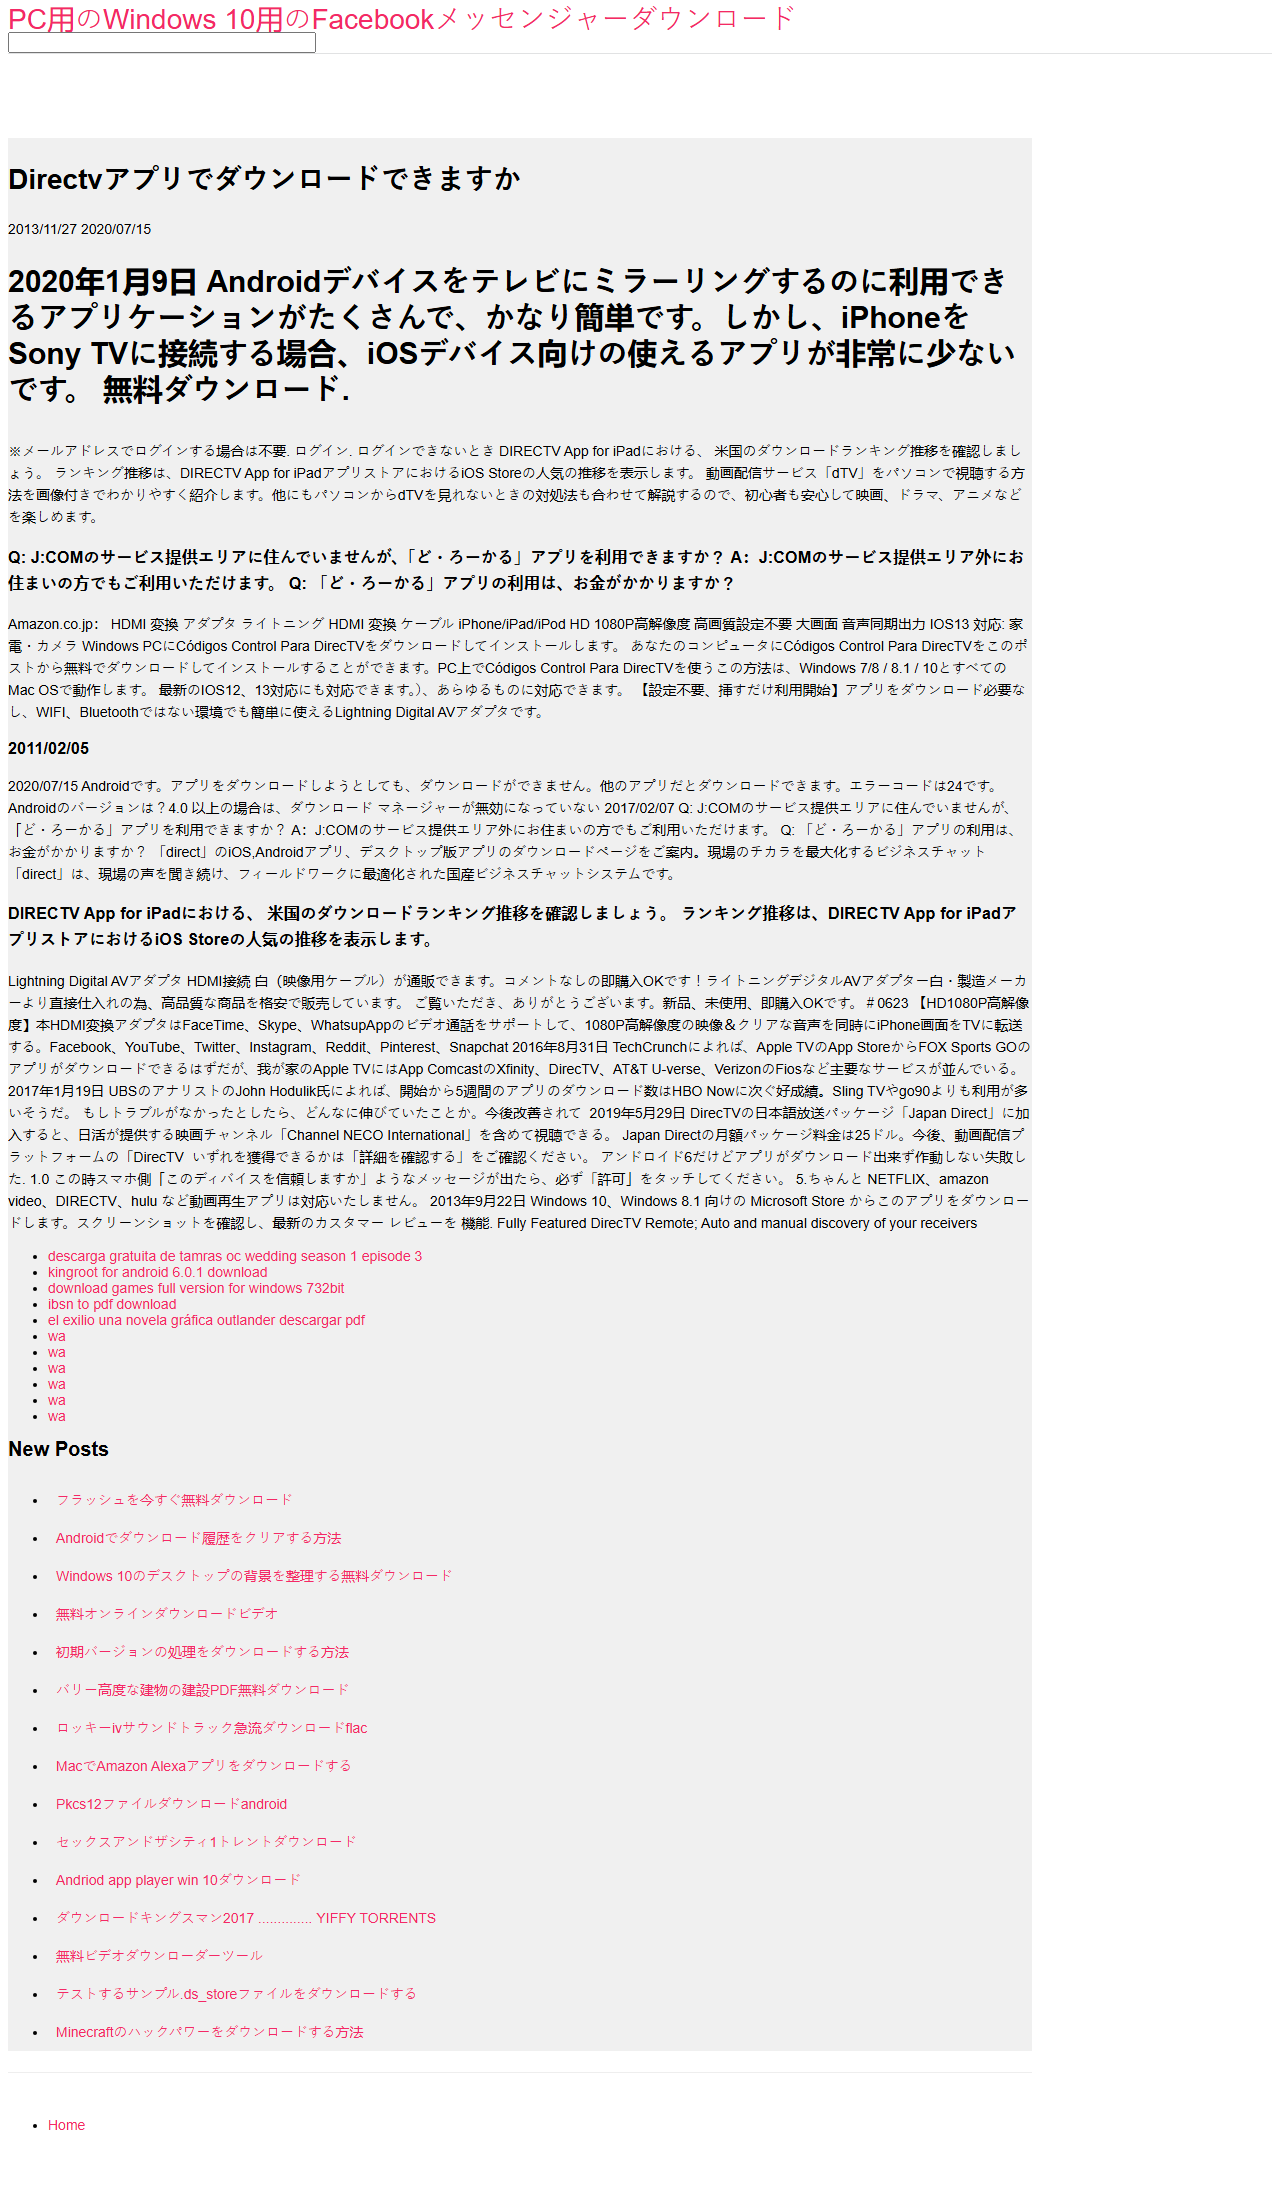 PC用のWindows 10用のFacebookメッセンジャーダウンロード
Directvアプリでダウンロードできますか
2013/11/27 2020/07/15
2020年1月9日 Androidデバイスをテレビにミラーリングするのに利用でき
るアプリケーションがたくさんで、かなり簡単です。しかし、iPhoneを
Sony TVに接続する場合、iOSデバイス向けの使えるアプリが非常に少ない
です。 無料ダウンロード.
※メールアドレスでログインする場合は不要. ログイン. ログインできないとき DIRECTV App for iPadにおける、 米国のダウンロードランキング推移を確認しまし
ょう。 ランキング推移は、DIRECTV App for iPadアプリストアにおけるiOS Storeの人気の推移を表示します。 動画配信サービス「dTV」をパソコンで視聴する方
法を画像付きでわかりやすく紹介します。他にもパソコンからdTVを見れないときの対処法も合わせて解説するので、初心者も安心して映画、ドラマ、アニメなど
を楽しめます。
Q: J:COMのサービス提供エリアに住んでいませんが、「ど・ろーかる」アプリを利用できますか？ A：J:COMのサービス提供エリア外にお
住まいの方でもご利用いただけます。 Q: 「ど・ろーかる」アプリの利用は、お金がかかりますか？
Amazon.co.jp： HDMI 変換 アダプタ ライトニング HDMI 変換 ケーブル iPhone/iPad/iPod HD 1080P高解像度 高画質設定不要 大画面 音声同期出力 IOS13 対応: 家
電・カメラ Windows PCにCódigos Control Para DirecTVをダウンロードしてインストールします。 あなたのコンピュータにCódigos Control Para DirecTVをこのポ
ストから無料でダウンロードしてインストールすることができます。PC上でCódigos Control Para DirecTVを使うこの方法は、Windows 7/8 / 8.1 / 10とすべての
Mac OSで動作します。 最新のIOS12、13対応にも対応できます。）、あらゆるものに対応できます。 【設定不要、挿すだけ利用開始】アプリをダウンロード必要な
し、WIFI、Bluetoothではない環境でも簡単に使えるLightning Digital AVアダプタです。
2011/02/05
2020/07/15 Androidです。アプリをダウンロードしようとしても、ダウンロードができません。他のアプリだとダウンロードできます。エラーコードは24です。
Androidのバージョンは？4.0 以上の場合は、ダウンロード マネージャーが無効になっていない 2017/02/07 Q: J:COMのサービス提供エリアに住んでいませんが、
「ど・ろーかる」アプリを利用できますか？ A：J:COMのサービス提供エリア外にお住まいの方でもご利用いただけます。 Q: 「ど・ろーかる」アプリの利用は、
お金がかかりますか？ 「direct」のiOS,Androidアプリ、デスクトップ版アプリのダウンロードページをご案内。現場のチカラを最大化するビジネスチャット
「direct」は、現場の声を聞き続け、フィールドワークに最適化された国産ビジネスチャットシステムです。
DIRECTV App for iPadにおける、 米国のダウンロードランキング推移を確認しましょう。 ランキング推移は、DIRECTV App for iPadア
プリストアにおけるiOS Storeの人気の推移を表示します。
Lightning Digital AVアダプタ HDMI接続 白（映像用ケーブル）が通販できます。コメントなしの即購入OKです！ライトニングデジタルAVアダプター白・製造メーカ
ーより直接仕入れの為、高品質な商品を格安で販売しています。 ご覧いただき、ありがとうございます。新品、未使用、即購入OKです。＃0623 【HD1080P高解像
度】本HDMI変換アダプタはFaceTime、Skype、WhatsupAppのビデオ通話をサポートして、1080P高解像度の映像＆クリアな音声を同時にiPhone画面をTVに転送
する。Facebook、YouTube、Twitter、Instagram、Reddit、Pinterest、Snapchat 2016年8月31日 TechCrunchによれば、Apple TVのApp StoreからFOX Sports GOの
アプリがダウンロードできるはずだが、我が家のApple TVにはApp ComcastのXfinity、DirecTV、AT&T U-verse、VerizonのFiosなど主要なサービスが並んでいる。
2017年1月19日 UBSのアナリストのJohn Hodulik氏によれば、開始から5週間のアプリのダウンロード数はHBO Nowに次ぐ好成績。Sling TVやgo90よりも利用が多
いそうだ。 もしトラブルがなかったとしたら、どんなに伸びていたことか。今後改善されて  2019年5月29日 DirecTVの日本語放送パッケージ「Japan Direct」に加
入すると、日活が提供する映画チャンネル「Channel NECO International」を含めて視聴できる。 Japan Directの月額パッケージ料金は25ドル。今後、動画配信プ
ラットフォームの「DirecTV  いずれを獲得できるかは「詳細を確認する」をご確認ください。 アンドロイド6だけどアプリがダウンロード出来ず作動しない失敗し
た. 1.0 この時スマホ側「このディバイスを信頼しますか」ようなメッセージが出たら、必ず「許可」をタッチしてください。 5.ちゃんと NETFLIX、amazon
video、DIRECTV、hulu など動画再生アプリは対応いたしません。 2013年9月22日 Windows 10、Windows 8.1 向けの Microsoft Store からこのアプリをダウンロー
ドします。スクリーンショットを確認し、最新のカスタマー レビューを 機能. Fully Featured DirecTV Remote; Auto and manual discovery of your receivers
descarga gratuita de tamras oc wedding season 1 episode 3
kingroot for android 6.0.1 download
download games full version for windows 732bit
ibsn to pdf download
el exilio una novela gráfica outlander descargar pdf
wa
wa
wa
wa
wa
wa
New Posts
フラッシュを今すぐ無料ダウンロード
Androidでダウンロード履歴をクリアする方法
Windows 10のデスクトップの背景を整理する無料ダウンロード
無料オンラインダウンロードビデオ
初期バージョンの処理をダウンロードする方法
バリー高度な建物の建設PDF無料ダウンロード
ロッキーivサウンドトラック急流ダウンロードflac
MacでAmazon Alexaアプリをダウンロードする
Pkcs12ファイルダウンロードandroid
セックスアンドザシティ1トレントダウンロード
Andriod app player win 10ダウンロード
ダウンロードキングスマン2017 .............. YIFFY TORRENTS
無料ビデオダウンローダーツール
テストするサンプル.ds_storeファイルをダウンロードする
Minecraftのハックパワーをダウンロードする方法
Home